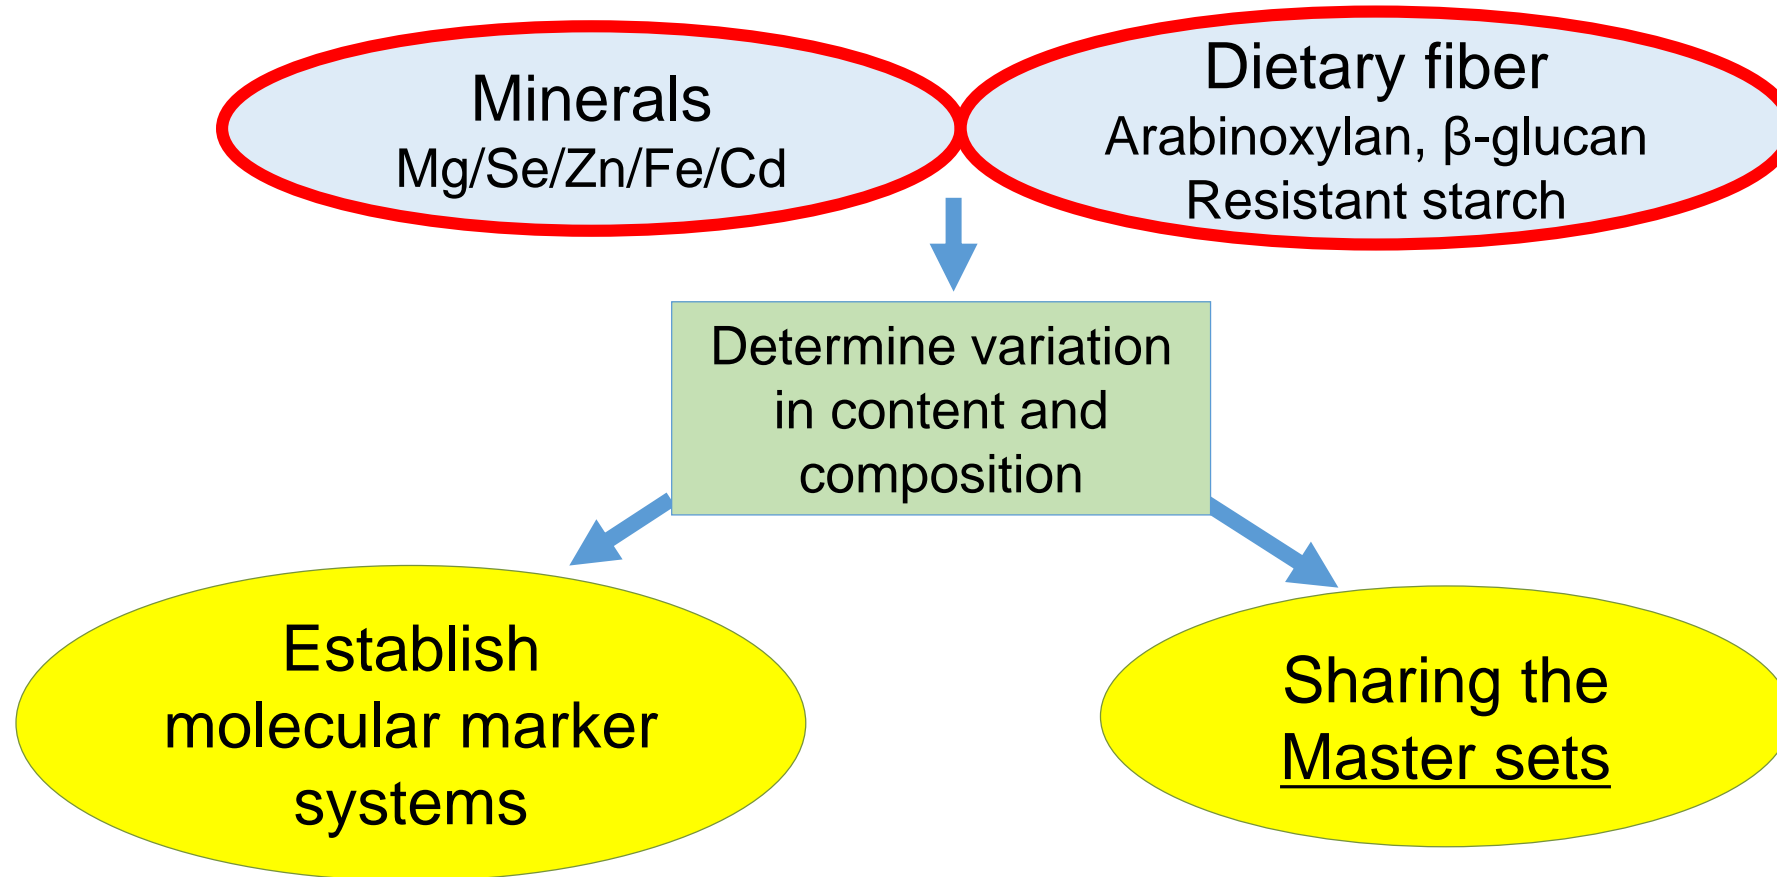 Minerals
Mg/Se/Zn/Fe/Cd
Dietary fiber
Arabinoxylan, β-glucan
Resistant starch
Determine variation
in content and
composition
Establish
molecular marker
systems
Sharing the
Master sets